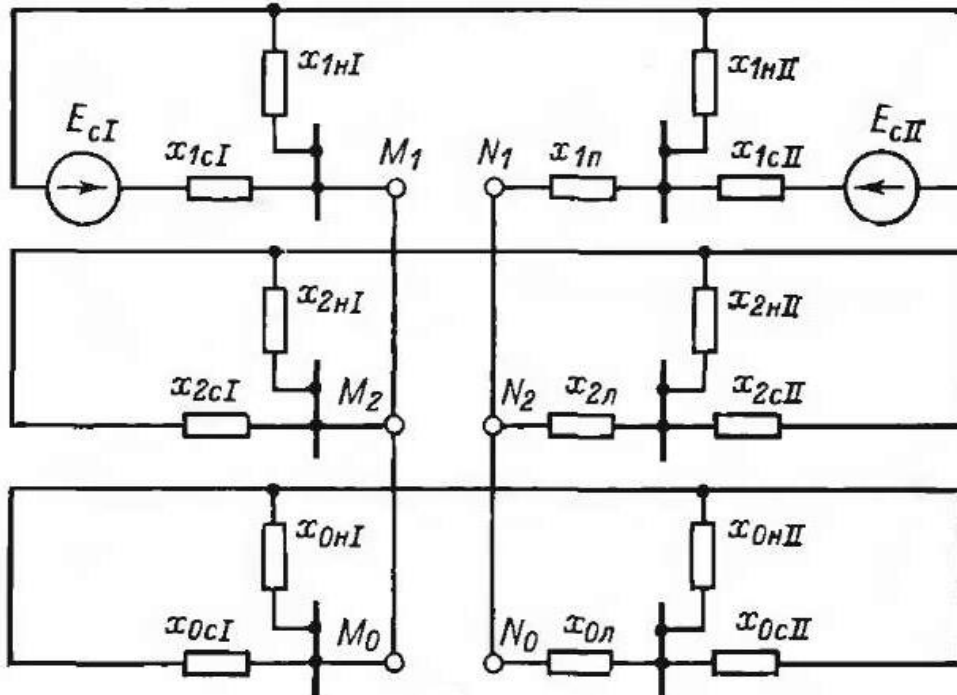 x1нI x1нII
EcI x1cI M1 N1 x1п x1cII EcII
x2нI x2нII
x2cI M2 N2 x2л x2cII
x0нI x0нII
x0cI M0 N0 x0л x0cII